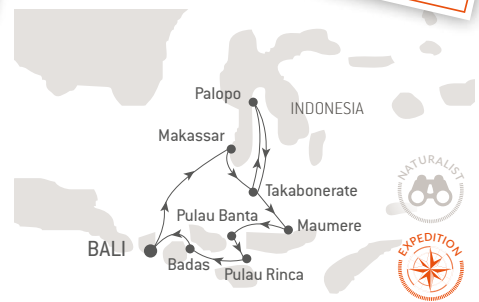 Palopo
INDONESIA
Makassar
NATURALIST
Takabonerate
Pulau Banta
Maumere
EXPEDITION
BALI
Badas
Pulau Rinca